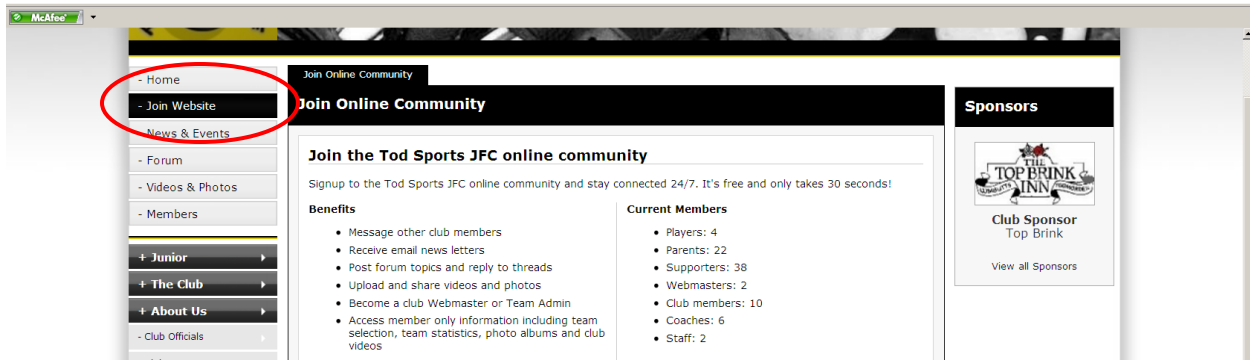 McAfee
- Home
- Join Website
- News & Events
- Forum
- Videos & Photos
- Members
+ Junior
+ The Club
+ About Us
- Club Officials
Join Online Community
Join Online Community
Join the Tod Sports JFC online community
Signup to the Tod Sports JFC online community and stay connected 24/7. It's free and only takes 30 seconds!
Benefits
• Message other club members
• Receive email news letters
• Post forum topics and reply to threads
• Upload and share videos and photos
• Become a club Webmaster or Team Admin
• Access member only information including team
selection, team statistics, photo albums and club
videos
Current Members
• Players: 4
• Parents: 22
• Supporters: 38
• Webmasters: 2
• Club members: 10
• Coaches: 6
• Staff: 2
Sponsors
THE
TOP BRINK
INN
Club Sponsor
Top Brink
View all Sponsors